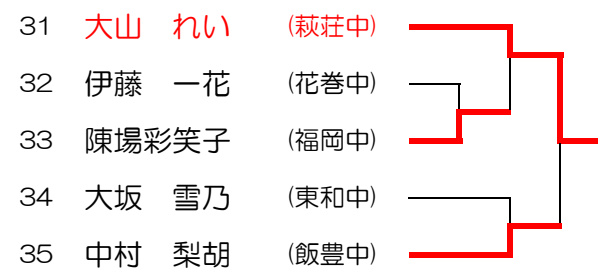 31 大山 れい (萩荘中)
32 伊藤 一花 (花巻中)
33 陳場彩笑子 (福岡中)
34 大坂 雪乃 (東和中)
35 中村 梨胡 (飯豊中)